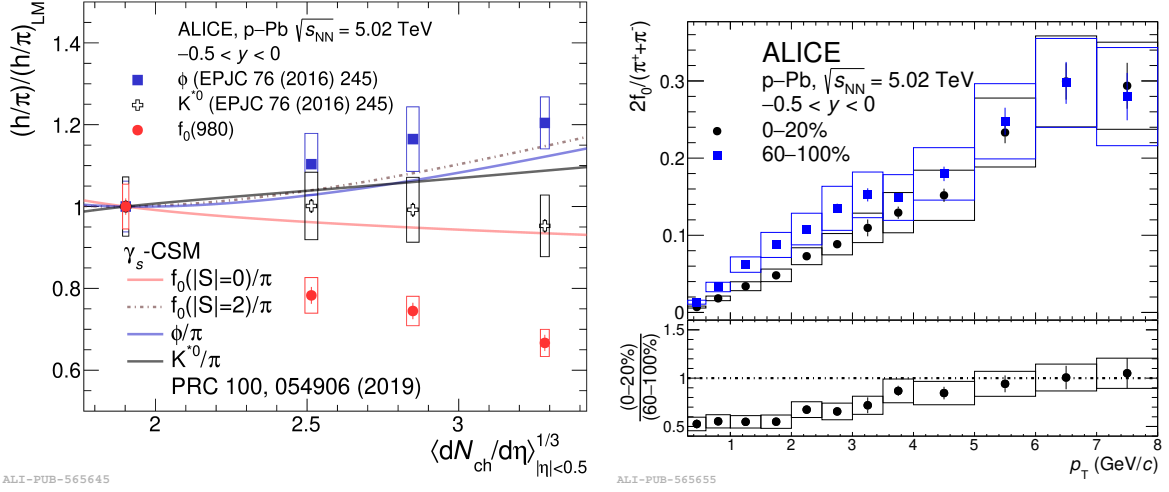 (h/π)/(h/π)LM
1.4
1.2
1
0.8
0.6
ALICE, p–Pb √sNN = 5.02 TeV
−0.5 < y < 0
ϕ (EPJC 76 (2016) 245)
K*0 (EPJC 76 (2016) 245)
f0(980)
γs-CSM
f0(|S|=0)/π
f0(|S|=2)/π
ϕ/π
K*0/π
PRC 100, 054906 (2019)
2 3
⟨dNch/dη⟩1/3|η|<0.5
ALI-PUB-565645
2f0/(π++π-)
0.3
0.2
0.1
0
ALICE
p–Pb, √sNN = 5.02 TeV
−0.5 < y < 0
0–20%
60–100%
(0–20%)
(60–100%)
1.5
1
0.5
1 2 3 4 5 6 7 8
pT (GeV/c)
ALI-PUB-565655